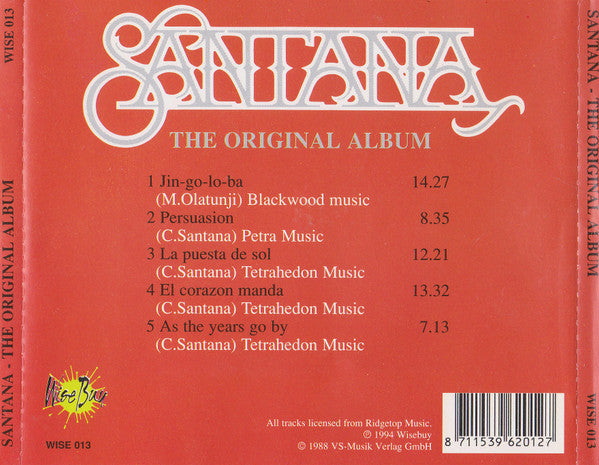 SANTANA
THE ORIGINAL ALBUM
1 Jin-go-lo-ba 14.27
(M.Olatunji) Blackwood music
2 Persuasion 8.35
(C.Santana) Petra Music
3 La puesta de sol 12.21
(C.Santana) Tetrahedon Music
4 El corazon manda 13.32
(C.Santana) Tetrahedon Music
5 As the years go by 7.13
(C.Santana) Tetrahedon Music
Wise Buy
WISE 013
All tracks licensed from Ridgetop Music.
℗ 1994 Wisebuy
© 1988 VS-Musik Verlag GmbH
8 711539 620127
SANTANA - THE ORIGINAL ALBUM WISE 013
SANTANA - THE ORIGINAL ALBUM WISE 013